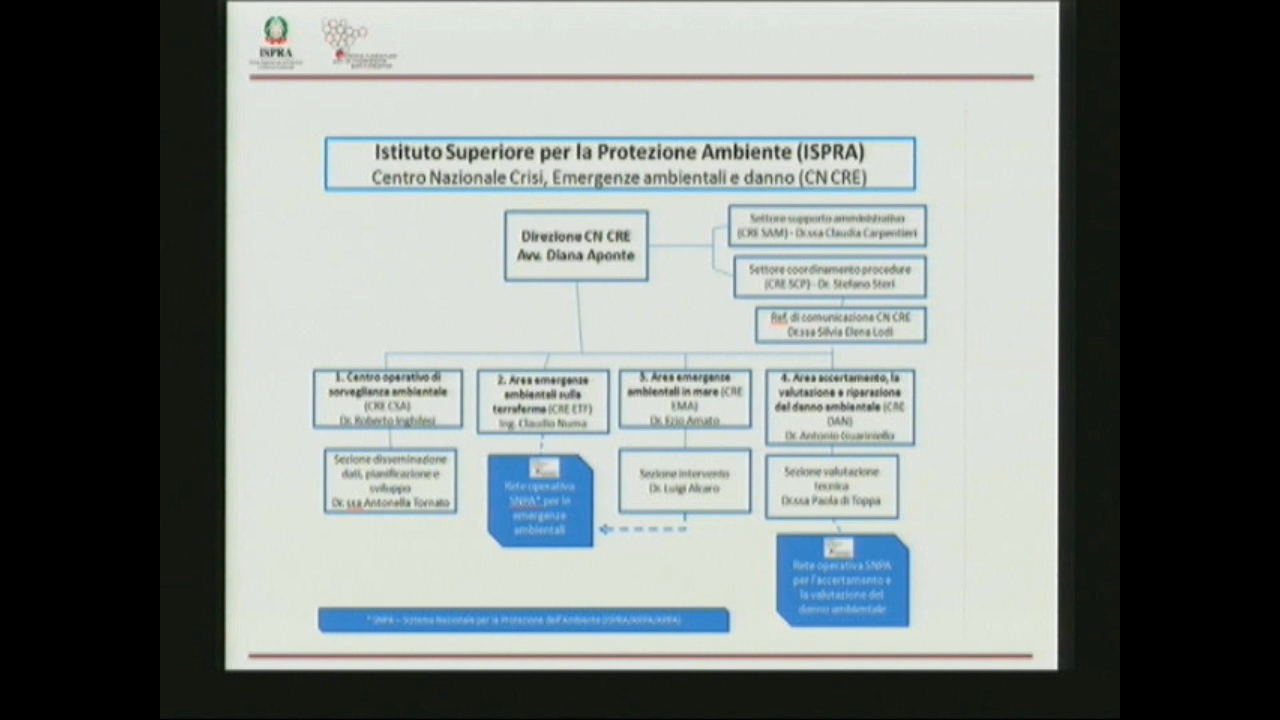 ISPRA
Istituto Superiore per la Protezione Ambiente (ISPRA)
Centro Nazionale Crisi, Emergenze ambientali e danno (CN CRE)
Direzione CN CRE
Avv. Diana Aponte
Settore supporto amministrativo
(CRE SAM) - Dr.ssa Claudia Carpentieri
Settore coordinamento procedure
(CRE SCP) - Dr. Stefano Steri
Ref. di comunicazione CN CRE
Dr.ssa Silvia Elena Lodi
1. Centro operativo di
sorveglianza ambientale
(CRE CSA)
Dr. Roberto Inghilesi
Sezione disseminazione
dati, pianificazione e
sviluppo
Dr. ssa Antonella Tornato
2. Area emergenze
ambientali sulla
terraferma (CRE ETF)
Ing. Claudio Numa
Rete operativa
SNPA* per le
emergenze
ambientali
3. Area emergenze
ambientali in mare (CRE
EMA)
Dr. Ezio Amato
Sezione intervento
Dr. Luigi Alcaro
4. Area accertamento, la
valutazione e riparazione
del danno ambientale (CRE
DAN)
Dr. Antonio Guariniello
Sezione valutazione
tecnica
Dr.ssa Paola di Toppa
Rete operativa SNPA
per l'accertamento e
la valutazione del
danno ambientale
* SNPA – Sistema Nazionale per la Protezione dell'Ambiente (ISPRA/ARPA/APPA)